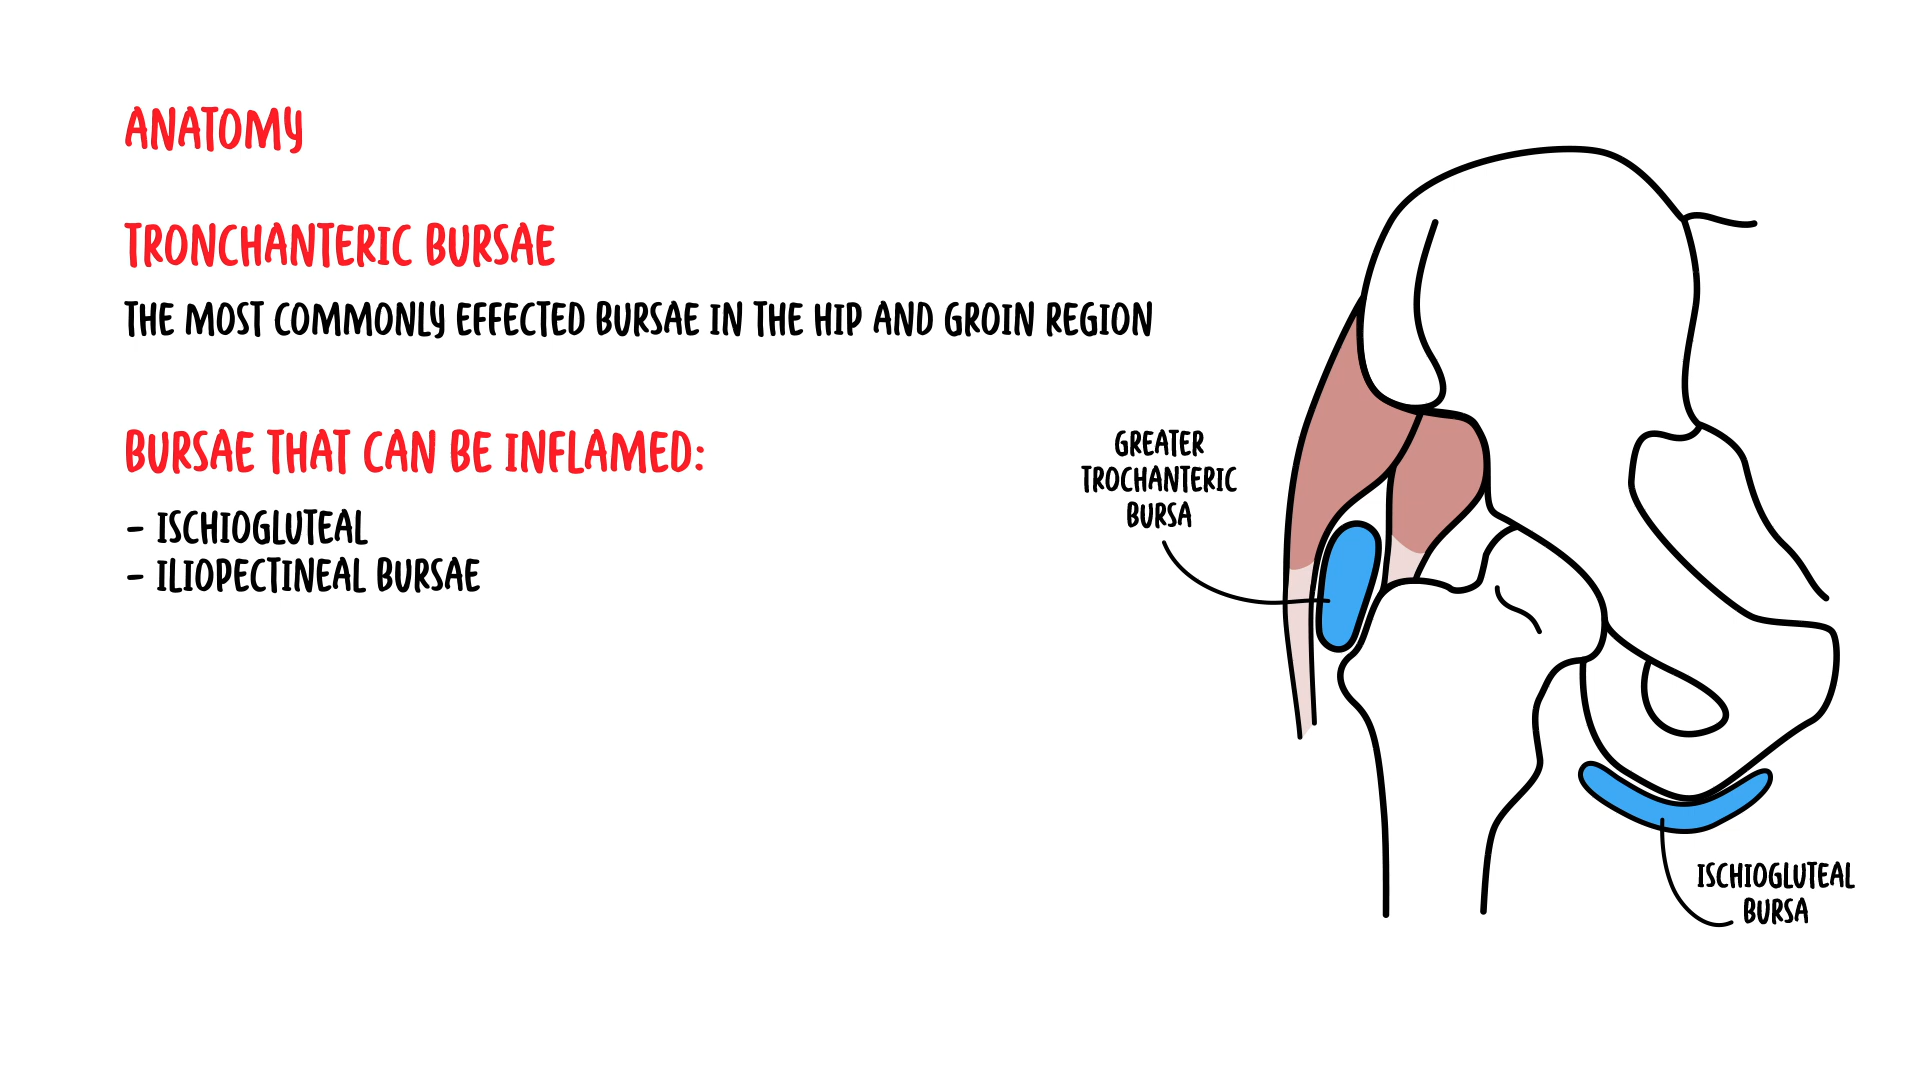 ANATOMY
TRONCHANTERIC BURSAE
THE MOST COMMONLY EFFECTED BURSAE IN THE HIP AND GROIN REGION
BURSAE THAT CAN BE INFLAMED:
- ISCHIOGLUTEAL
- ILIOPECTINEAL BURSAE
GREATER
TROCHANTERIC
BURSA
ISCHIOGLUTEAL
BURSA